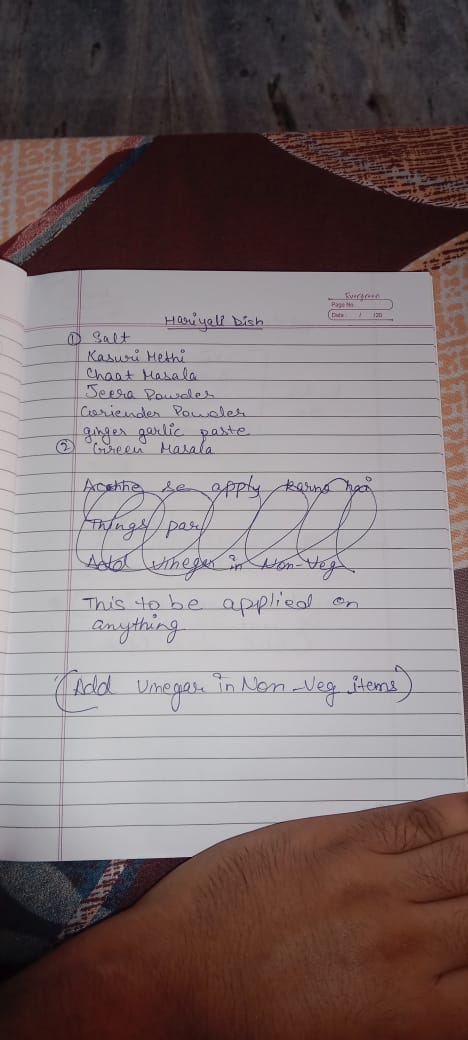 Evergreen
Page No.
Date : / /20
Hariyali Dish
① Salt
Kasuri Methi
Chaat Masala
Jeera Powder
Coriender Powder
ginger garlic paste
② Green Masala
se apply karna hai
Things par
Add Vinegar in Non-Veg
This to be applied on
anything
(Add Vinegar in Non-Veg items)